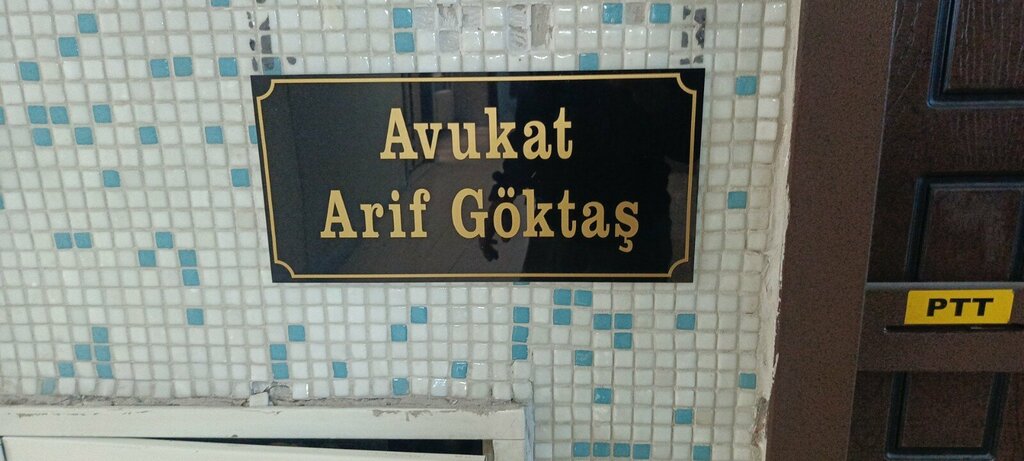 Avukat
Arif Göktaş
PTT